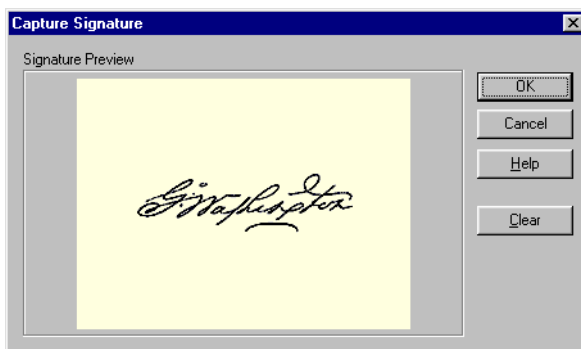 Capture Signature
Signature Preview
G:Washington
OK
Cancel
Help
Clear